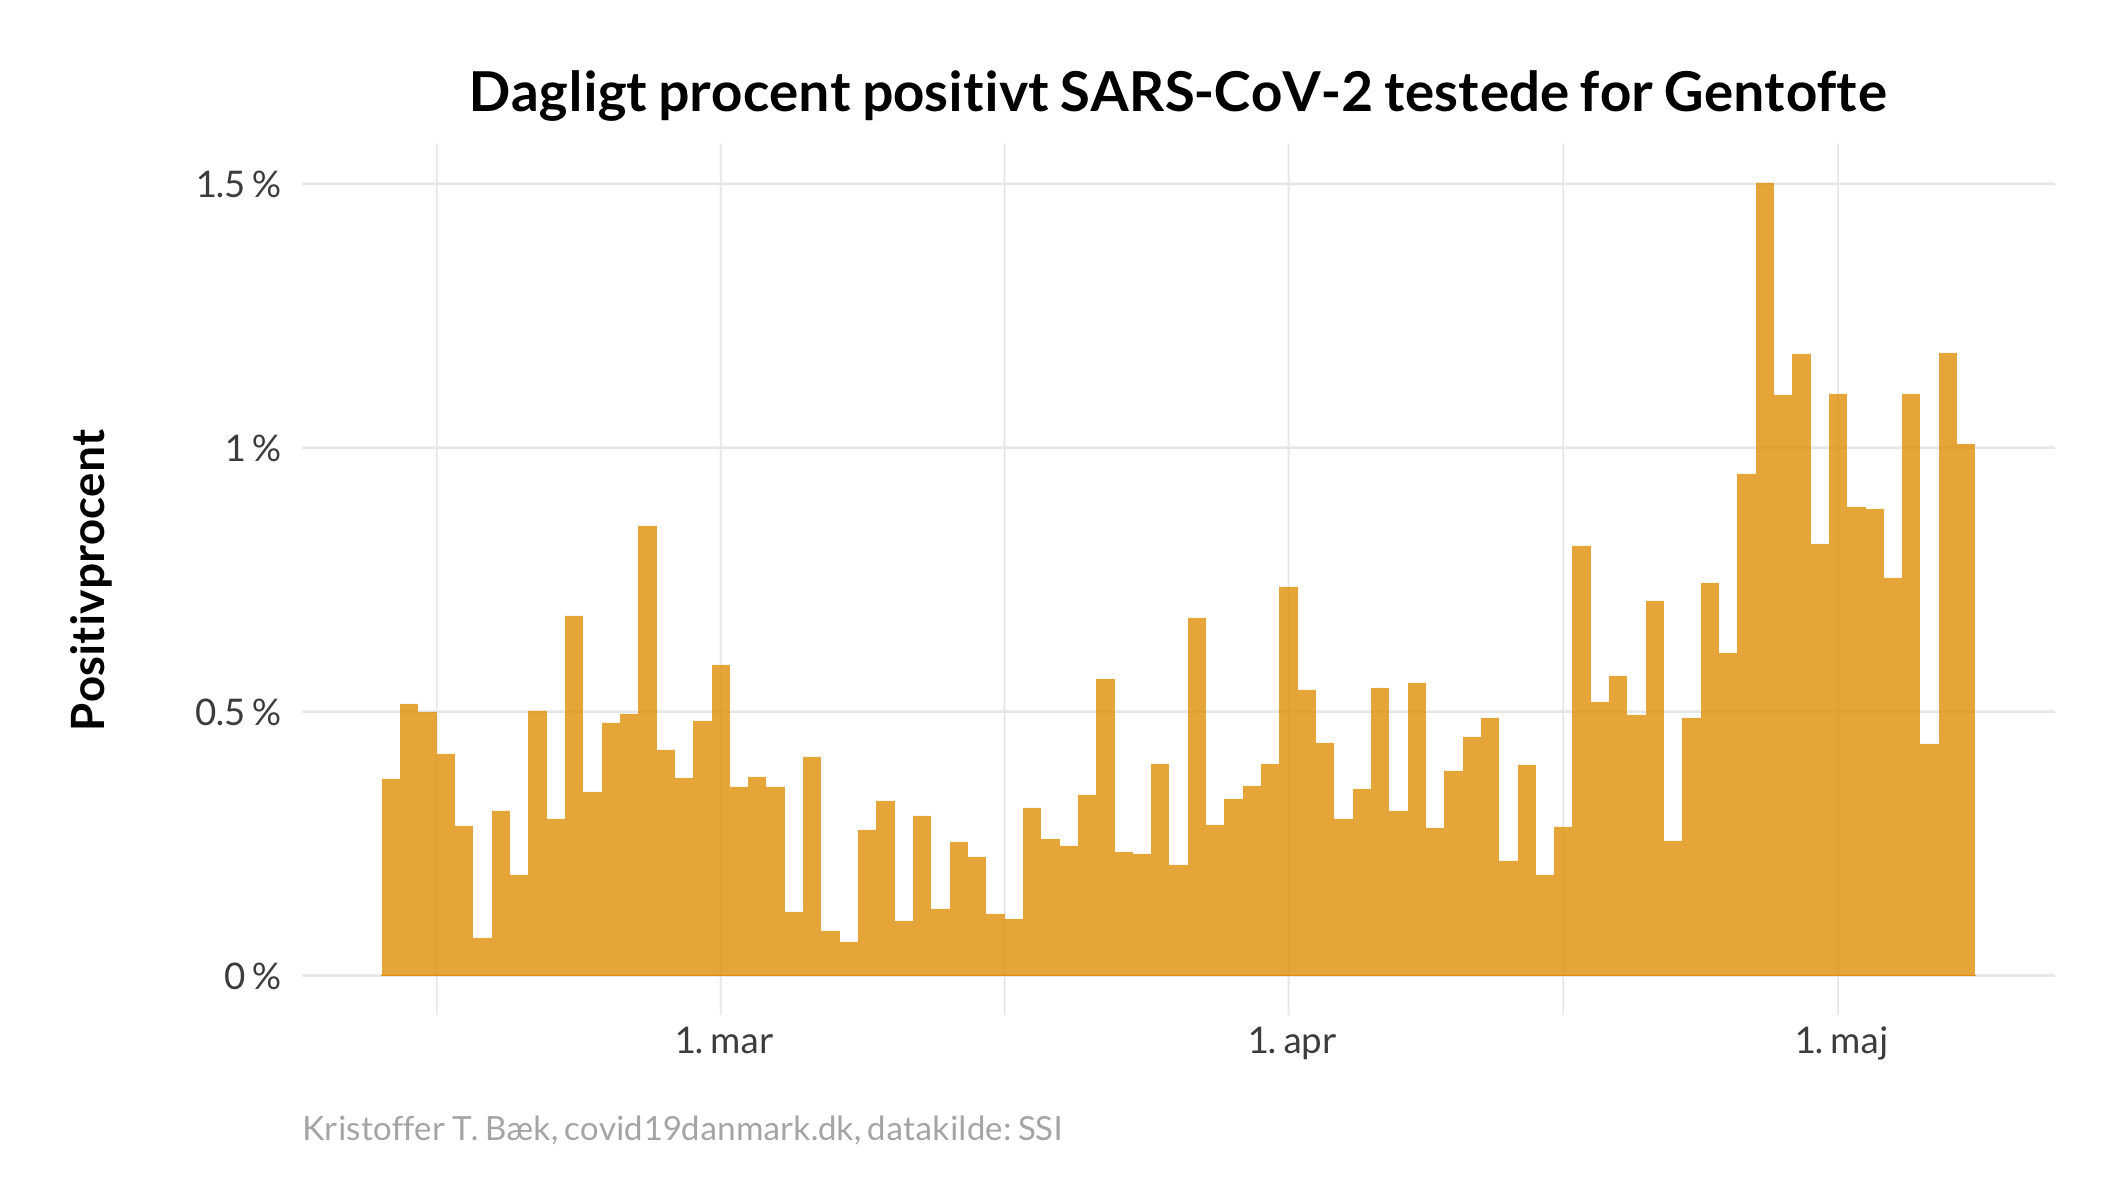 Dagligt procent positivt SARS-CoV-2 testede for Gentofte
Positivprocent
1.5 %
1 %
0.5 %
0 %
1. mar
1. apr
1. maj
Kristoffer T. Bæk, covid19danmark.dk, datakilde: SSI